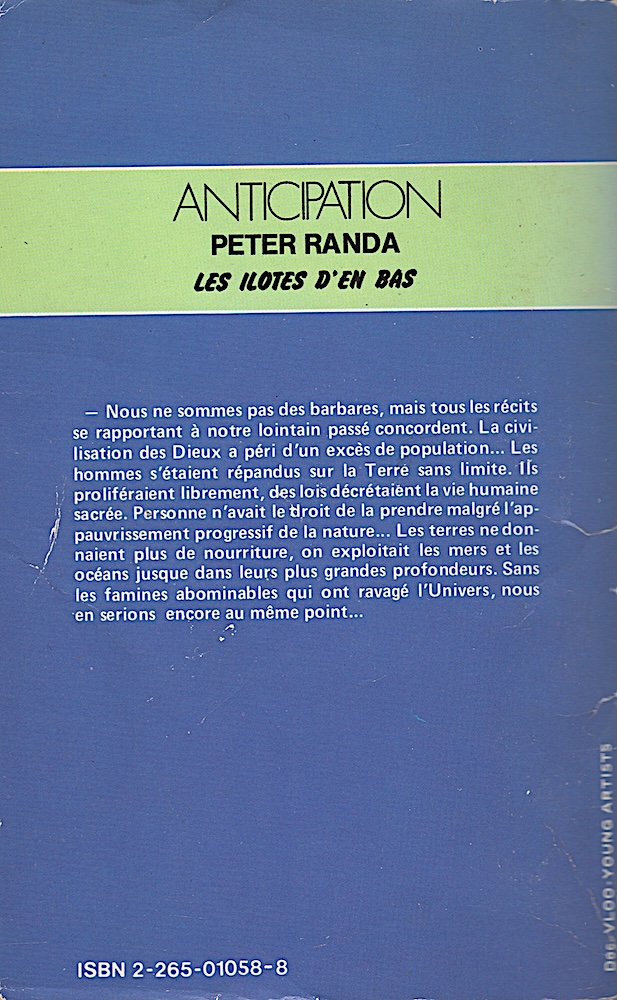 ANTICIPATION
PETER RANDA
LES ILOTES D'EN BAS
— Nous ne sommes pas des barbares, mais tous les récits
se rapportant à notre lointain passé concordent. La civi-
lisation des Dieux a péri d'un excès de population... Les
hommes s'étaient répandus sur la Terre sans limite. Ils
proliféraient librement, des lois décrétaient la vie humaine
sacrée. Personne n'avait le droit de la prendre malgré l'ap-
pauvrissement progressif de la nature... Les terres ne don-
naient plus de nourriture, on exploitait les mers et les
océans jusque dans leurs plus grandes profondeurs. Sans
les famines abominables qui ont ravagé l'Univers, nous
en serions encore au même point...
ISBN 2-265-01058-8
VLOO-YOUNG ARTISTS